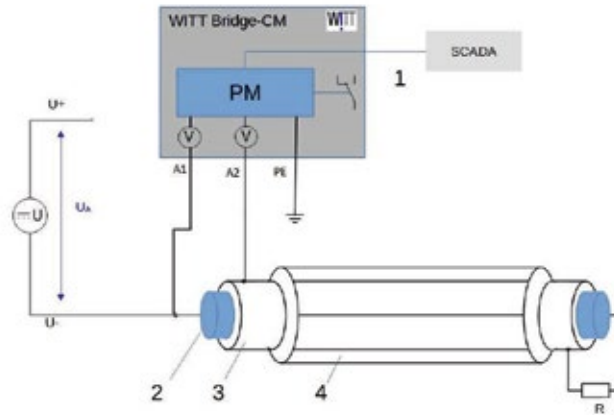 WITT Bridge-CM
WITT
SCADA
1
PM
U+
V
V
A1
A2
PE
U
UA
U-
2
3
4
R